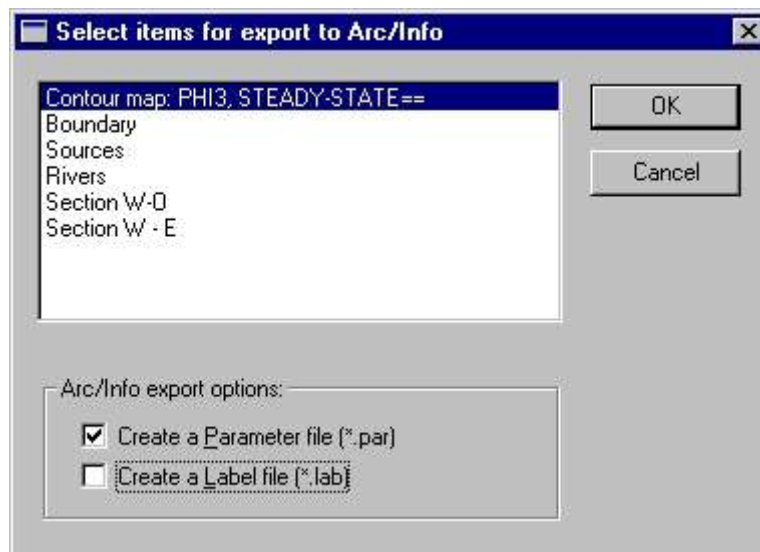 Select items for export to Arc/Info
Contour map: PHI3, STEADY-STATE==
Boundary
Sources
Rivers
Section W-O
Section W - E
OK
Cancel
Arc/Info export options:
Create a Parameter file (*.par)
Create a Label file (*.lab)